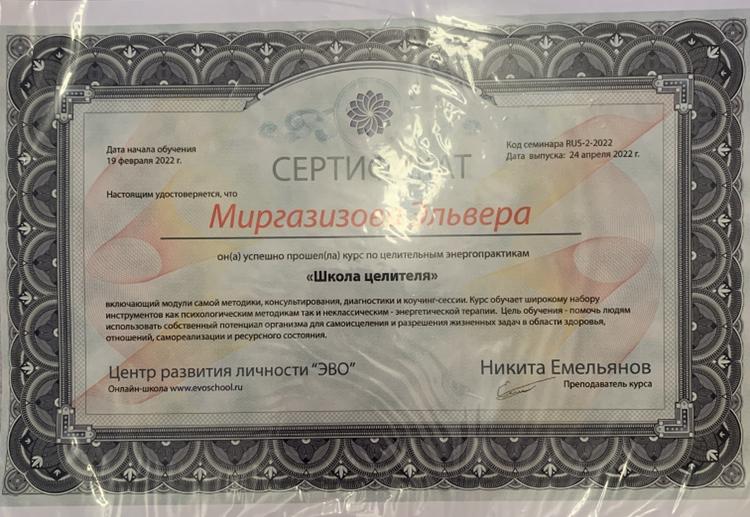 Дата начала обучения
19 февраля 2022 г.
Код семинара RU5-2-2022
Дата выпуска: 24 апреля 2022 г.
Настоящим удостоверяется, что
Эльвера
он(а) успешно прошел(ла) курс по целительным энергопрактикам
«Школа целителя»
включающий модули самой методики, консультирования, диагностики и коучинг-сессии. Курс обучает широкому набору
инструментов как психологическим методикам так и неклассическим - энергетической терапии. Цель обучения - помочь людям
использовать собственный потенциал организма для самоисцеления и разрешения жизненных задач в области здоровья,
отношений, самореализации и ресурсного состояния.
Центр развития личности "ЭВО"
Онлайн-школа www.evoschool.ru
Никита Емельянов
Преподаватель курса